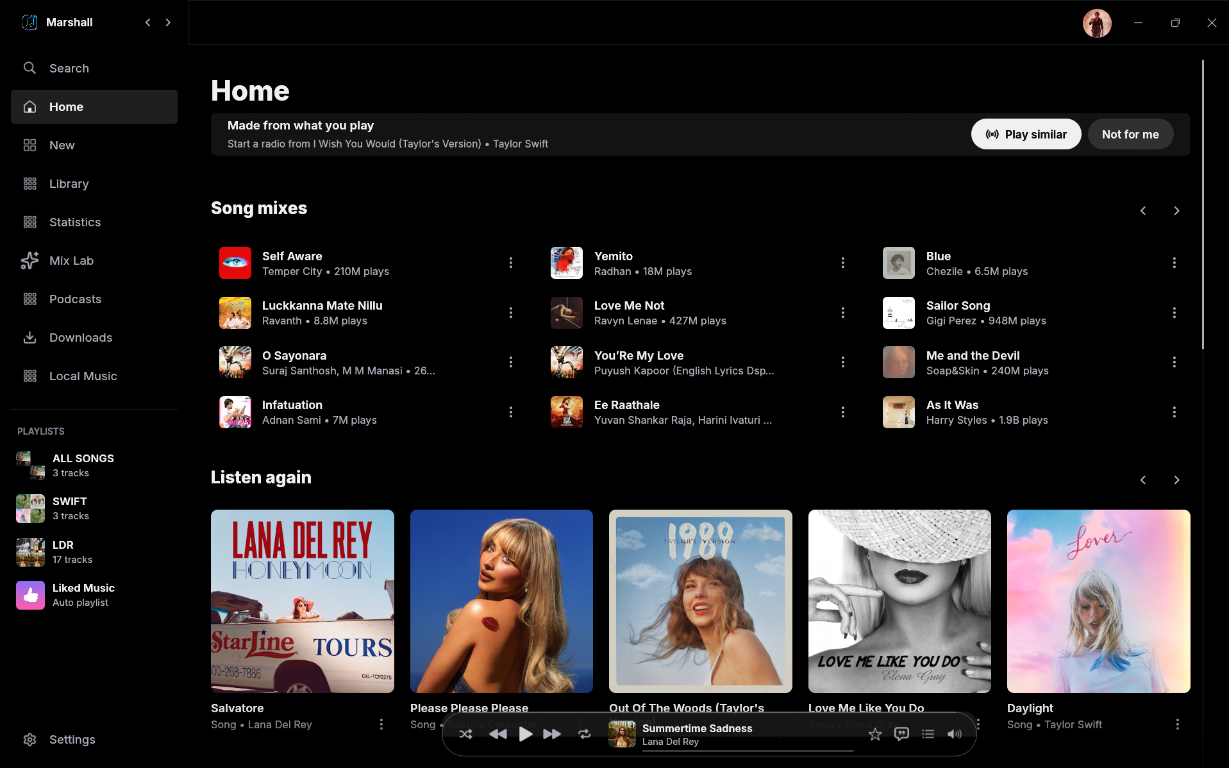 Marshall
Search
Home
New
Library
Statistics
Mix Lab
Podcasts
Downloads
Local Music
PLAYLISTS
ALL SONGS
3 tracks
SWIFT
3 tracks
LDR
17 tracks
Liked Music
Auto playlist
Settings
Home
Made from what you play
Start a radio from I Wish You Would (Taylor's Version) • Taylor Swift
Play similar
Not for me
Song mixes
Self Aware
Temper City • 210M plays
Yemito
Radhan • 18M plays
Blue
Chezile • 6.5M plays
Luckkanna Mate Nillu
Ravanth • 8.8M plays
Love Me Not
Ravyn Lenae • 427M plays
Sailor Song
Gigi Perez • 948M plays
O Sayonara
Suraj Santhosh, M M Manasi • 26...
You'Re My Love
Puyush Kapoor (English Lyrics Dsp...
Me and the Devil
Soap&Skin • 240M plays
Infatuation
Adnan Sami • 7M plays
Ee Raathale
Yuvan Shankar Raja, Harini Ivaturi ...
As It Was
Harry Styles • 1.9B plays
Listen again
LANA DEL REY
HONEYMOON
StarLine
TOURS
00-268-7886
CAL-TCP2279
1989
TAYLOR'S VERSION
LOVE ME LIKE YOU DO
Elena Gray
Lover
Salvatore
Song • Lana Del Rey
Please Please Please
Song •
Out Of The Woods (Taylor's
Love Me Like You Do
Song •
Daylight
Song • Taylor Swift
Summertime Sadness
Lana Del Rey